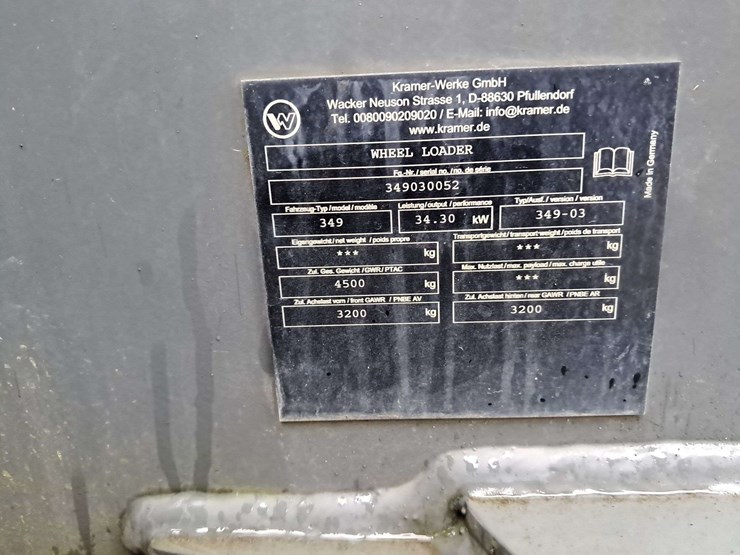 Kramer-Werke GmbH
Wacker Neuson Strasse 1, D-88630 Pfullendorf
Tel. 0080090209020 / E-Mail: info@kramer.de
www.kramer.de
W
WHEEL LOADER
Fg.-Nr. / serial no. / no. de série
349030052
Made in Germany
Fahrzeug-Typ / model / modèle
349
Leistung / output / performance
34.30 kW
Typ/Ausf. / version / version
349-03
Eigengewicht / net weight / poids propre
*** kg
Transportgewicht / transport weight / poids de transport
*** kg
Zul. Ges. Gewicht / GWR / PTAC
4500 kg
Max. Nutzlast / max. payload / max. charge utile
*** kg
Zul. Achslast vorn / front GAWR / PNBE AV
3200 kg
Zul. Achslast hinten / rear GAWR / PNBE AR
3200 kg